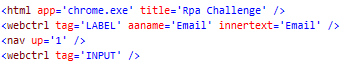 <html app='chrome.exe' title='Rpa Challenge' />
<webctrl tag='LABEL' aaname='Email' innertext='Email' />
<nav up='1' />
<webctrl tag='INPUT' />